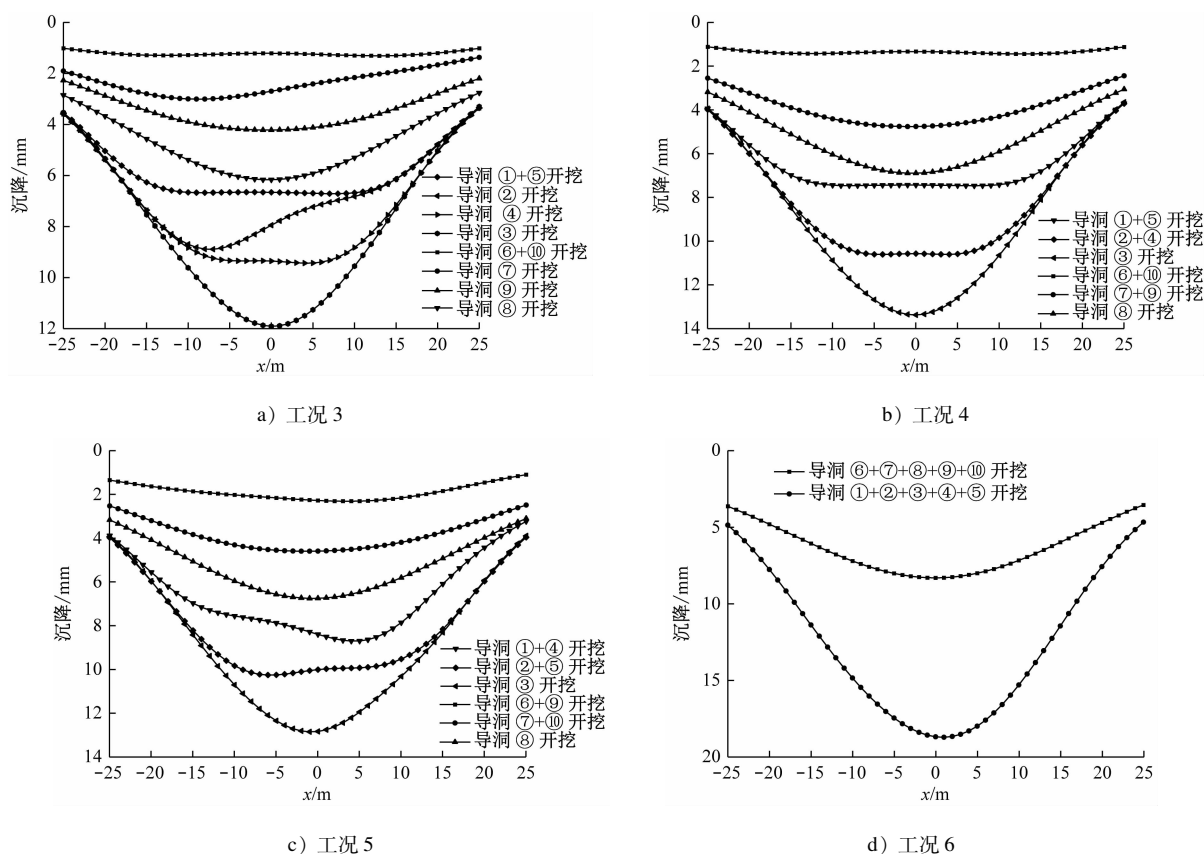 0
2
4
6
8
10
12
沉降/mm
-25 -20 -15 -10 -5 0 5 10 15 20 25
x/m
导洞 ①+⑤开挖
导洞 ② 开挖
导洞 ④ 开挖
导洞 ③ 开挖
导洞 ⑥+⑩ 开挖
导洞 ⑦ 开挖
导洞 ⑨ 开挖
导洞 ⑧ 开挖
a）工况 3
0
2
4
6
8
10
12
14
沉降/mm
-25 -20 -15 -10 -5 0 5 10 15 20 25
x/m
导洞 ①+⑤ 开挖
导洞 ②+④ 开挖
导洞 ③ 开挖
导洞 ⑥+⑩ 开挖
导洞 ⑦+⑨ 开挖
导洞 ⑧ 开挖
b）工况 4
0
2
4
6
8
10
12
14
沉降/mm
-25 -20 -15 -10 -5 0 5 10 15 20 25
x/m
导洞 ①+④ 开挖
导洞 ②+⑤ 开挖
导洞 ③ 开挖
导洞 ⑥+⑨ 开挖
导洞 ⑦+⑩ 开挖
导洞 ⑧ 开挖
c）工况 5
0
5
10
15
20
沉降/mm
-25 -20 -15 -10 -5 0 5 10 15 20 25
x/m
导洞 ⑥+⑦+⑧+⑨+⑩ 开挖
导洞 ①+②+③+④+⑤ 开挖
d）工况 6